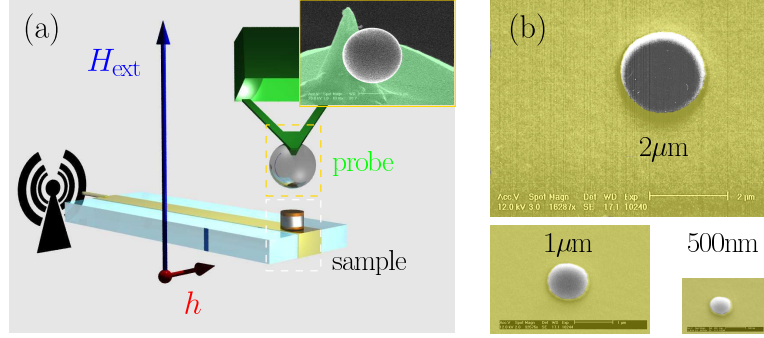 (a)
H_ext
probe
sample
h
(b)
2μm
Acc.V Spot Magn Det WD Exp
12.0 kV 3.0 16287x SE 17.1 10240
2 μm
1μm
500nm